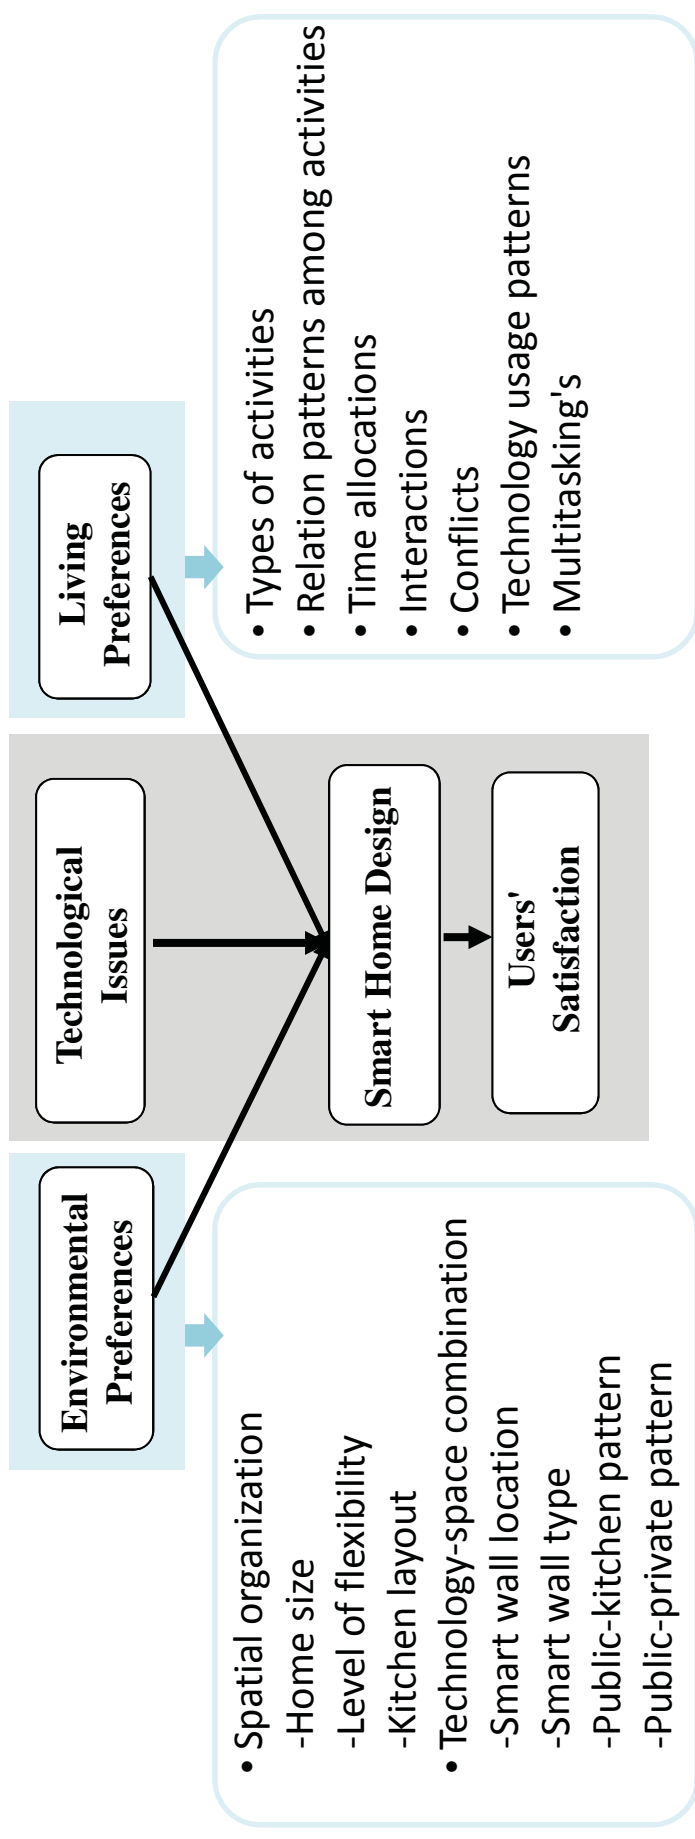 Environmental
Preferences
Technological
Issues
Living
Preferences
Smart Home Design
Users'
Satisfaction
• Spatial organization
-Home size
-Level of flexibility
-Kitchen layout
• Technology-space combination
-Smart wall location
-Smart wall type
-Public-kitchen pattern
-Public-private pattern
• Types of activities
• Relation patterns among activities
• Time allocations
• Interactions
• Conflicts
• Technology usage patterns
• Multitasking's